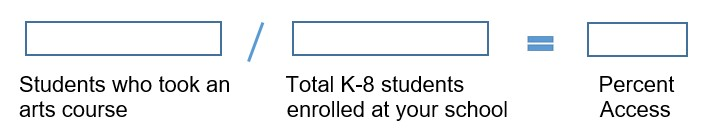 / =
Students who took an
arts course
Total K-8 students
enrolled at your school
Percent
Access